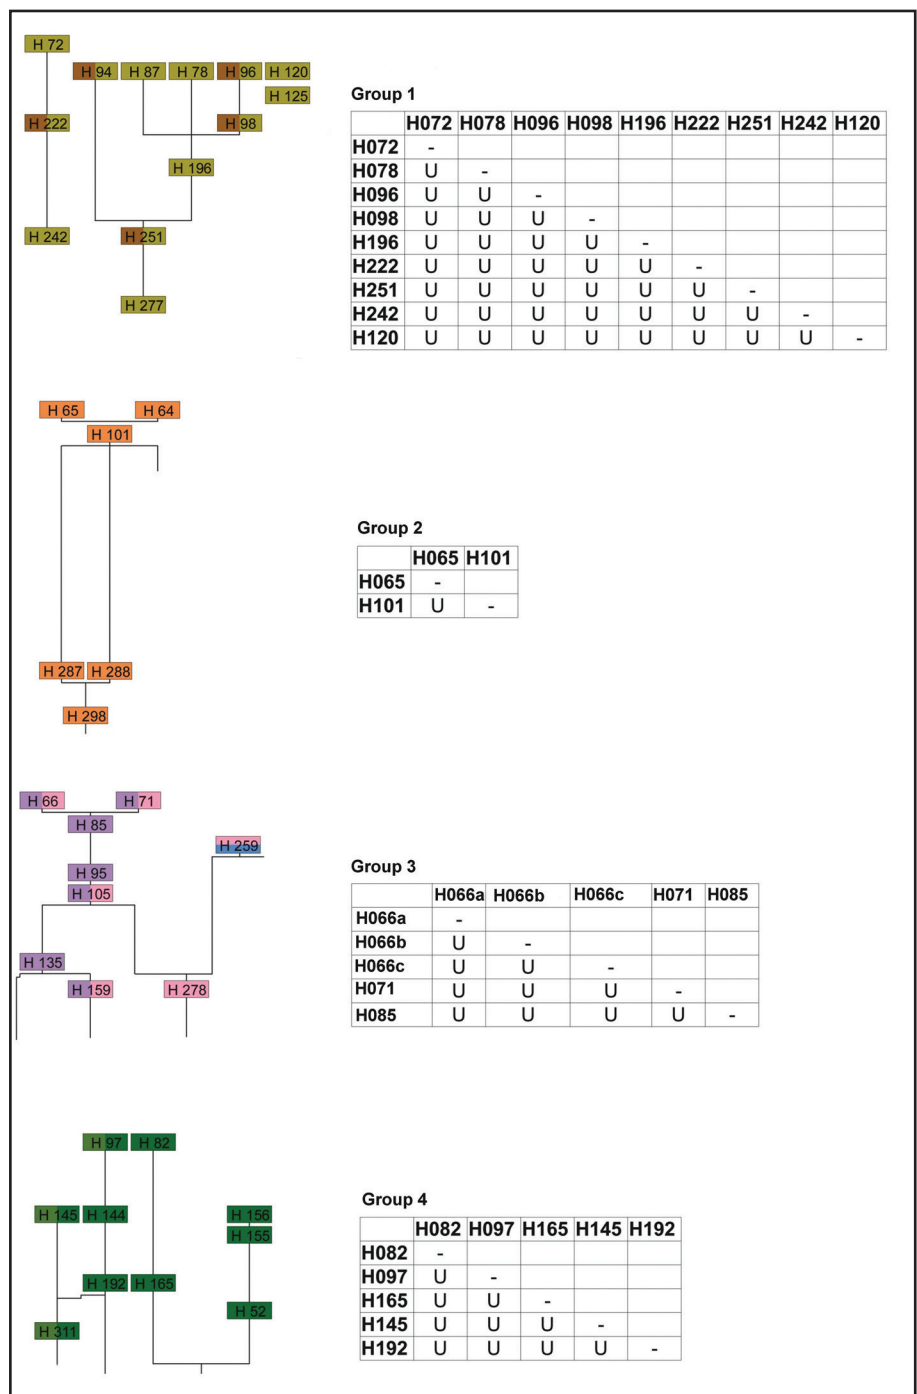 H 72
H 94 H 87 H 78 H 96 H 120
H 125
H 222 H 98
H 196
H 242 H 251
H 277
Group 1
H072 H078 H096 H098 H196 H222 H251 H242 H120
H072 -
H078 U -
H096 U U -
H098 U U U -
H196 U U U U -
H222 U U U U U -
H251 U U U U U U -
H242 U U U U U U U -
H120 U U U U U U U U -
H 65 H 64
H 101
H 287 H 288
H 298
Group 2
H065 H101
H065 -
H101 U -
H 66 H 71
H 85
H 259
H 95
H 105
H 135
H 159 H 278
Group 3
H066a H066b H066c H071 H085
H066a -
H066b U -
H066c U U -
H071 U U U -
H085 U U U U -
H 97 H 82
H 145 H 144 H 156
H 155
H 192 H 165
H 52
H 311
Group 4
H082 H097 H165 H145 H192
H082 -
H097 U -
H165 U U -
H145 U U U -
H192 U U U U -